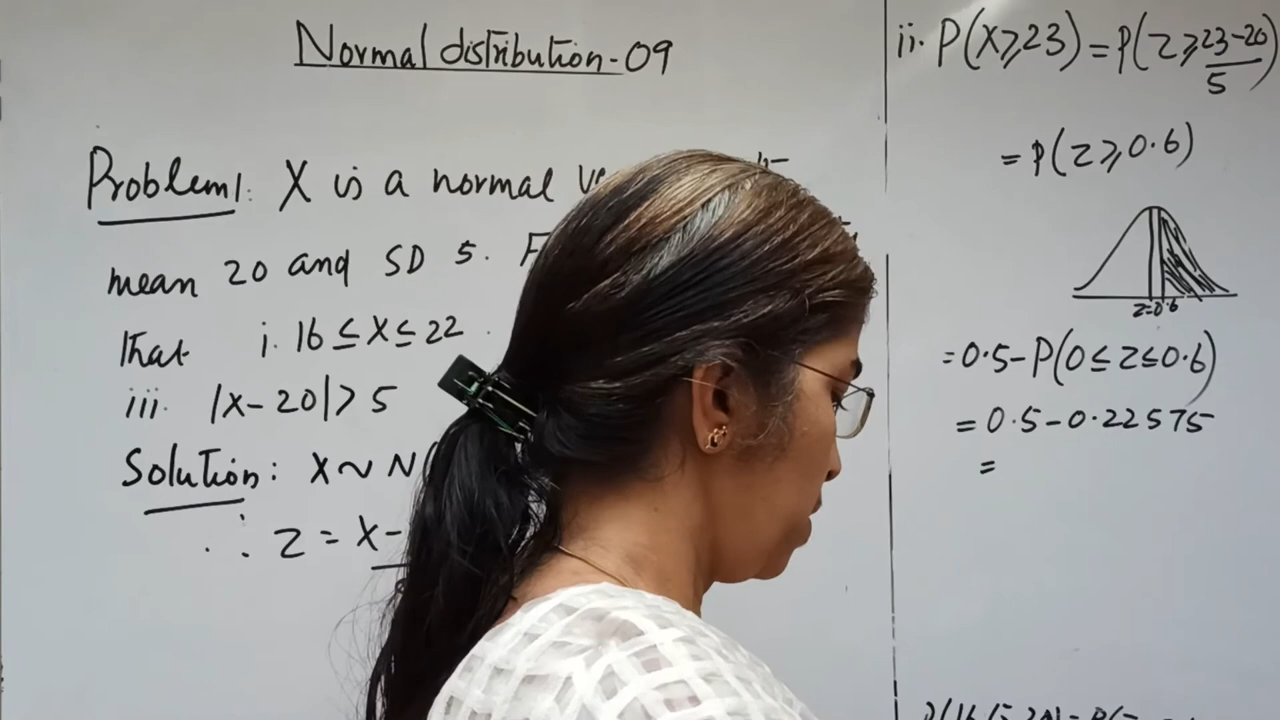 Normal distribution-09
Problem1: X is a normal
mean 20 and SD 5.
that i. 16 ≤ X ≤ 22
iii. |X-20| > 5
Solution: X ~ N(
∴ Z = X-
ii. P(X ≥ 23) = P(Z ≥ 23-20
5)
= P(Z ≥ 0.6)
Z=0.6
= 0.5 - P(0 ≤ Z ≤ 0.6)
= 0.5 - 0.22575
=